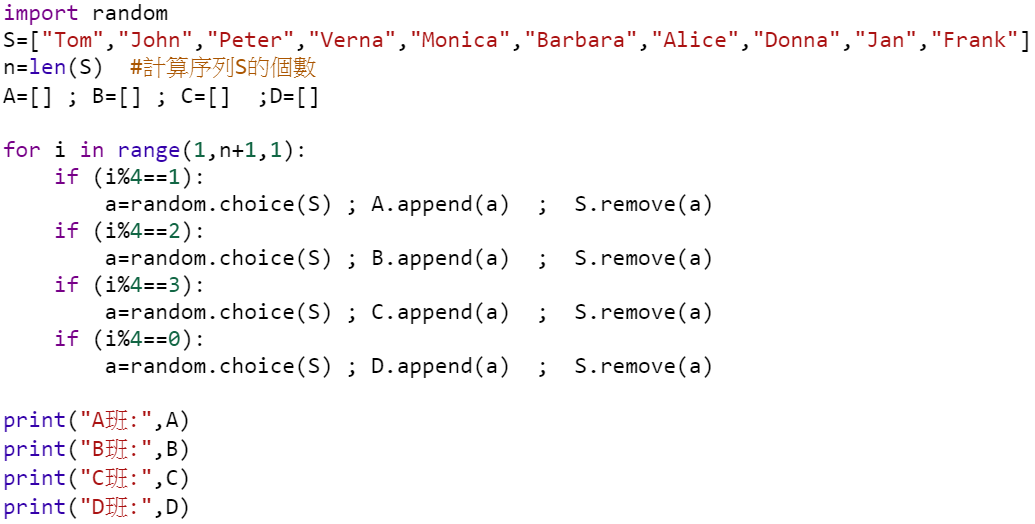 import random
S=["Tom","John","Peter","Verna","Monica","Barbara","Alice","Donna","Jan","Frank"]
n=len(S)  #計算序列S的個數
A=[] ; B=[] ; C=[]  ;D=[]

for i in range(1,n+1,1):
    if (i%4==1):
        a=random.choice(S) ; A.append(a)  ;  S.remove(a)
    if (i%4==2):
        a=random.choice(S) ; B.append(a)  ;  S.remove(a)
    if (i%4==3):
        a=random.choice(S) ; C.append(a)  ;  S.remove(a)
    if (i%4==0):
        a=random.choice(S) ; D.append(a)  ;  S.remove(a)

print("A班:",A)
print("B班:",B)
print("C班:",C)
print("D班:",D)